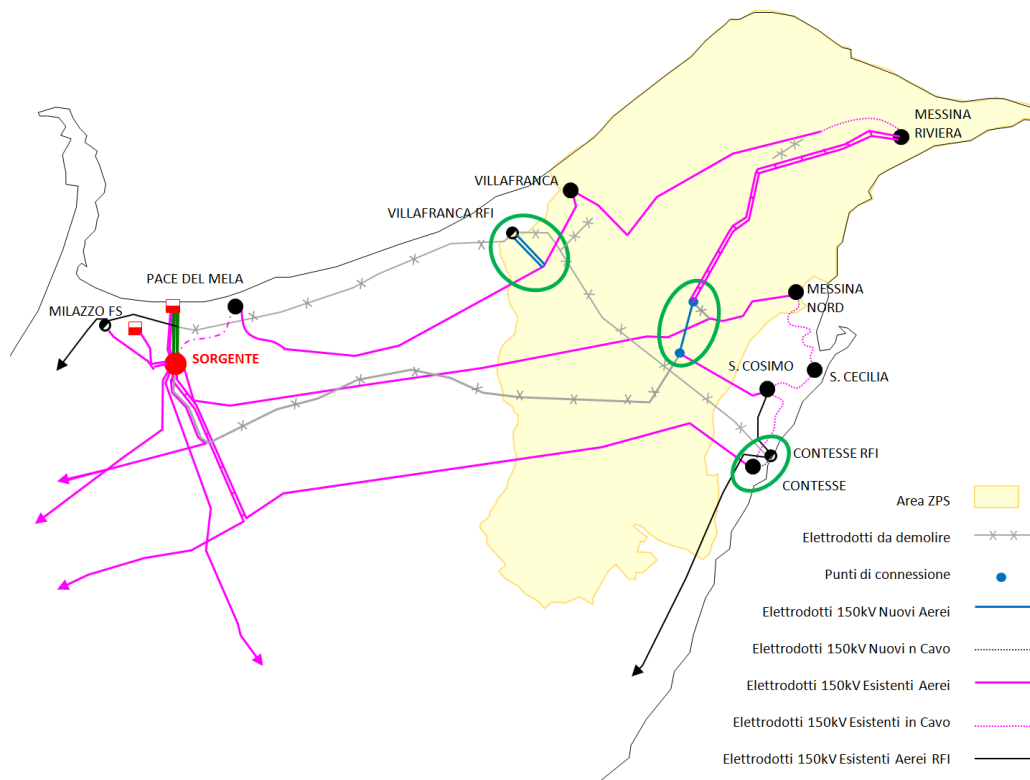 MESSINA
RIVIERA
VILLAFRANCA
VILLAFRANCA RFI
PACE DEL MELA
MESSINA
NORD
MILAZZO FS
SORGENTE
S. COSIMO
S. CECILIA
CONTESSE RFI
CONTESSE
Area ZPS
Elettrodotti da demolire
Punti di connessione
Elettrodotti 150kV Nuovi Aerei
Elettrodotti 150kV Nuovi n Cavo
Elettrodotti 150kV Esistenti Aerei
Elettrodotti 150kV Esistenti in Cavo
Elettrodotti 150kV Esistenti Aerei RFI